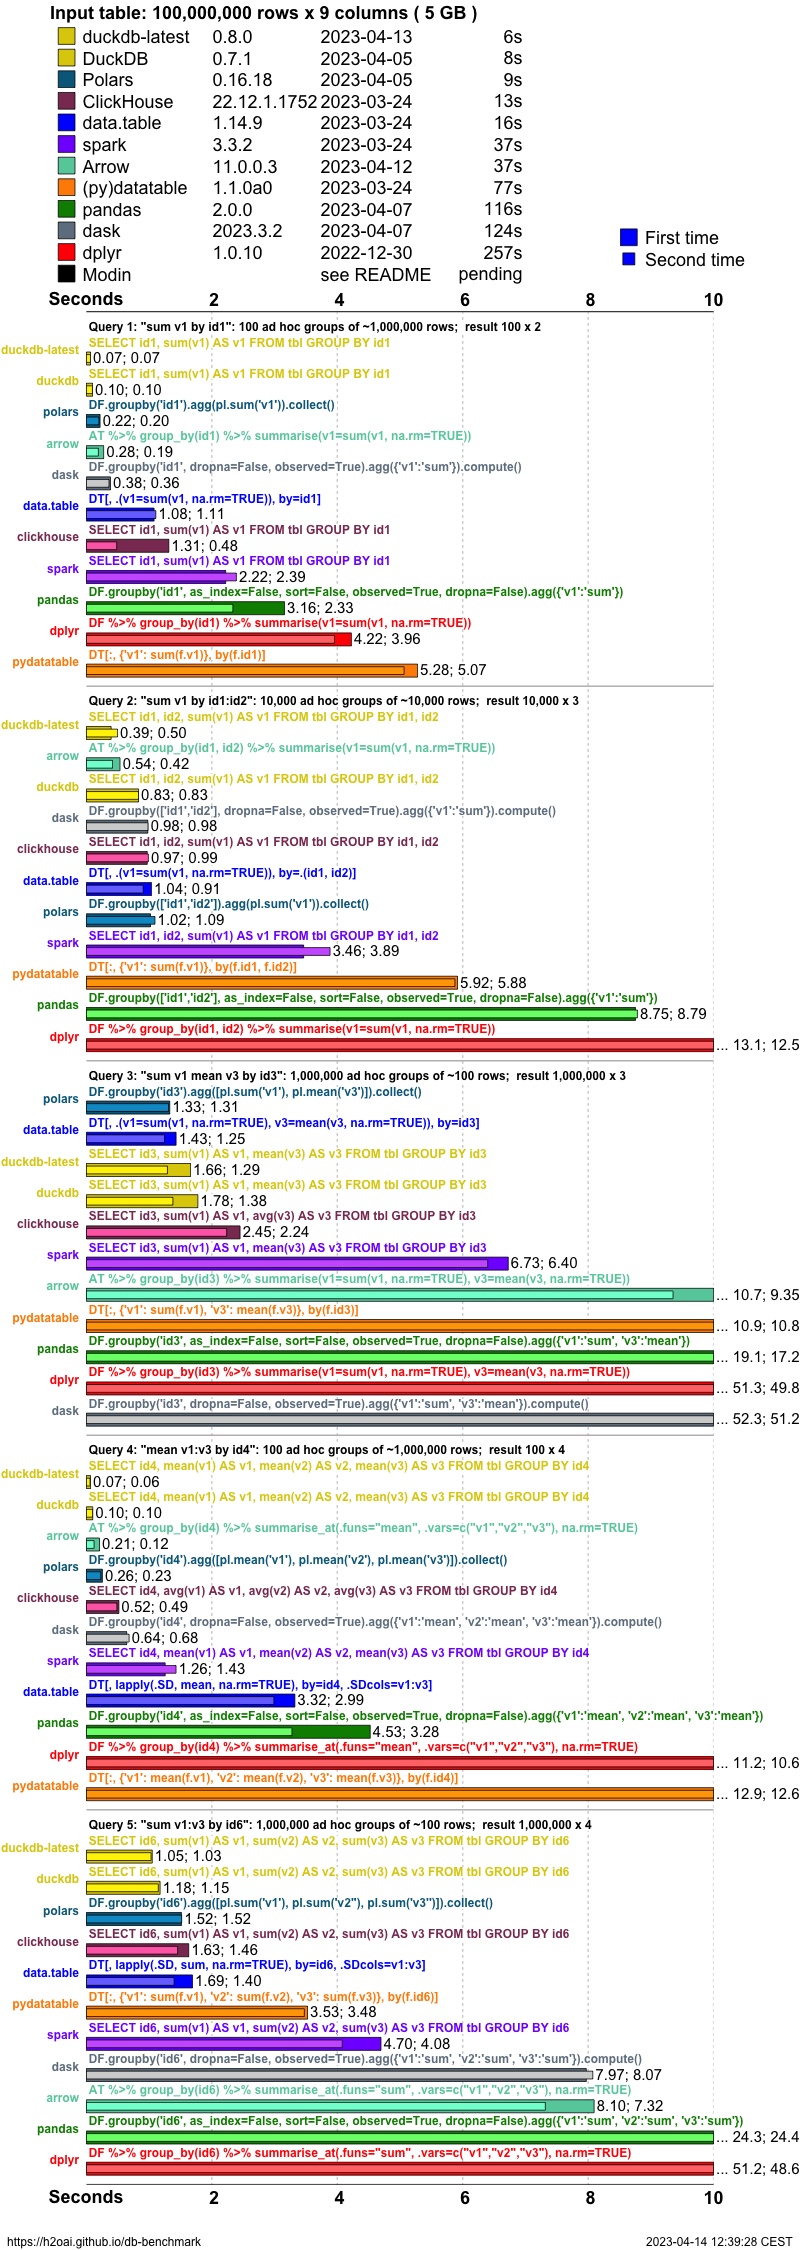 Input table: 100,000,000 rows x 9 columns ( 5 GB )
duckdb-latest 0.8.0 2023-04-13 6s
DuckDB 0.7.1 2023-04-05 8s
Polars 0.16.18 2023-04-05 9s
ClickHouse 22.12.1.1752 2023-03-24 13s
data.table 1.14.9 2023-03-24 16s
spark 3.3.2 2023-03-24 37s
Arrow 11.0.0.3 2023-04-12 37s
(py)datatable 1.1.0a0 2023-03-24 77s
pandas 2.0.0 2023-04-07 116s
dask 2023.3.2 2023-04-07 124s
dplyr 1.0.10 2022-12-30 257s
Modin see README pending
First time
Second time
Seconds 2 4 6 8 10
Query 1: "sum v1 by id1": 100 ad hoc groups of ~1,000,000 rows;  result 100 x 2
SELECT id1, sum(v1) AS v1 FROM tbl GROUP BY id1
duckdb-latest 0.07; 0.07
SELECT id1, sum(v1) AS v1 FROM tbl GROUP BY id1
duckdb 0.10; 0.10
DF.groupby('id1').agg(pl.sum('v1')).collect()
polars 0.22; 0.20
AT %>% group_by(id1) %>% summarise(v1=sum(v1, na.rm=TRUE))
arrow 0.28; 0.19
DF.groupby('id1', dropna=False, observed=True).agg({'v1':'sum'}).compute()
dask 0.38; 0.36
DT[, .(v1=sum(v1, na.rm=TRUE)), by=id1]
data.table 1.08; 1.11
SELECT id1, sum(v1) AS v1 FROM tbl GROUP BY id1
clickhouse 1.31; 0.48
SELECT id1, sum(v1) AS v1 FROM tbl GROUP BY id1
spark 2.22; 2.39
DF.groupby('id1', as_index=False, sort=False, observed=True, dropna=False).agg({'v1':'sum'})
pandas 3.16; 2.33
DF %>% group_by(id1) %>% summarise(v1=sum(v1, na.rm=TRUE))
dplyr 4.22; 3.96
DT[:, {'v1': sum(f.v1)}, by(f.id1)]
pydatatable 5.28; 5.07
Query 2: "sum v1 by id1:id2": 10,000 ad hoc groups of ~10,000 rows;  result 10,000 x 3
SELECT id1, id2, sum(v1) AS v1 FROM tbl GROUP BY id1, id2
duckdb-latest 0.39; 0.50
AT %>% group_by(id1, id2) %>% summarise(v1=sum(v1, na.rm=TRUE))
arrow 0.54; 0.42
SELECT id1, id2, sum(v1) AS v1 FROM tbl GROUP BY id1, id2
duckdb 0.83; 0.83
DF.groupby(['id1','id2'], dropna=False, observed=True).agg({'v1':'sum'}).compute()
dask 0.98; 0.98
SELECT id1, id2, sum(v1) AS v1 FROM tbl GROUP BY id1, id2
clickhouse 0.97; 0.99
DT[, .(v1=sum(v1, na.rm=TRUE)), by=.(id1, id2)]
data.table 1.04; 0.91
DF.groupby(['id1','id2']).agg(pl.sum('v1')).collect()
polars 1.02; 1.09
SELECT id1, id2, sum(v1) AS v1 FROM tbl GROUP BY id1, id2
spark 3.46; 3.89
DT[:, {'v1': sum(f.v1)}, by(f.id1, f.id2)]
pydatatable 5.92; 5.88
DF.groupby(['id1','id2'], as_index=False, sort=False, observed=True, dropna=False).agg({'v1':'sum'})
pandas 8.75; 8.79
DF %>% group_by(id1, id2) %>% summarise(v1=sum(v1, na.rm=TRUE))
dplyr ... 13.1; 12.5
Query 3: "sum v1 mean v3 by id3": 1,000,000 ad hoc groups of ~100 rows;  result 1,000,000 x 3
DF.groupby('id3').agg([pl.sum('v1'), pl.mean('v3')]).collect()
polars 1.33; 1.31
DT[, .(v1=sum(v1, na.rm=TRUE), v3=mean(v3, na.rm=TRUE)), by=id3]
data.table 1.43; 1.25
SELECT id3, sum(v1) AS v1, mean(v3) AS v3 FROM tbl GROUP BY id3
duckdb-latest 1.66; 1.29
SELECT id3, sum(v1) AS v1, mean(v3) AS v3 FROM tbl GROUP BY id3
duckdb 1.78; 1.38
SELECT id3, sum(v1) AS v1, avg(v3) AS v3 FROM tbl GROUP BY id3
clickhouse 2.45; 2.24
SELECT id3, sum(v1) AS v1, mean(v3) AS v3 FROM tbl GROUP BY id3
spark 6.73; 6.40
AT %>% group_by(id3) %>% summarise(v1=sum(v1, na.rm=TRUE), v3=mean(v3, na.rm=TRUE))
arrow ... 10.7; 9.35
DT[:, {'v1': sum(f.v1), 'v3': mean(f.v3)}, by(f.id3)]
pydatatable ... 10.9; 10.8
DF.groupby('id3', as_index=False, sort=False, observed=True, dropna=False).agg({'v1':'sum', 'v3':'mean'})
pandas ... 19.1; 17.2
DF %>% group_by(id3) %>% summarise(v1=sum(v1, na.rm=TRUE), v3=mean(v3, na.rm=TRUE))
dplyr ... 51.3; 49.8
DF.groupby('id3', dropna=False, observed=True).agg({'v1':'sum', 'v3':'mean'}).compute()
dask ... 52.3; 51.2
Query 4: "mean v1:v3 by id4": 100 ad hoc groups of ~1,000,000 rows;  result 100 x 4
SELECT id4, mean(v1) AS v1, mean(v2) AS v2, mean(v3) AS v3 FROM tbl GROUP BY id4
duckdb-latest 0.07; 0.06
SELECT id4, mean(v1) AS v1, mean(v2) AS v2, mean(v3) AS v3 FROM tbl GROUP BY id4
duckdb 0.10; 0.10
AT %>% group_by(id4) %>% summarise_at(.funs="mean", .vars=c("v1","v2","v3"), na.rm=TRUE)
arrow 0.21; 0.12
DF.groupby('id4').agg([pl.mean('v1'), pl.mean('v2'), pl.mean('v3')]).collect()
polars 0.26; 0.23
SELECT id4, avg(v1) AS v1, avg(v2) AS v2, avg(v3) AS v3 FROM tbl GROUP BY id4
clickhouse 0.52; 0.49
DF.groupby('id4', dropna=False, observed=True).agg({'v1':'mean', 'v2':'mean', 'v3':'mean'}).compute()
dask 0.64; 0.68
SELECT id4, mean(v1) AS v1, mean(v2) AS v2, mean(v3) AS v3 FROM tbl GROUP BY id4
spark 1.26; 1.43
DT[, lapply(.SD, mean, na.rm=TRUE), by=id4, .SDcols=v1:v3]
data.table 3.32; 2.99
DF.groupby('id4', as_index=False, sort=False, observed=True, dropna=False).agg({'v1':'mean', 'v2':'mean', 'v3':'mean'})
pandas 4.53; 3.28
DF %>% group_by(id4) %>% summarise_at(.funs="mean", .vars=c("v1","v2","v3"), na.rm=TRUE)
dplyr ... 11.2; 10.6
DT[:, {'v1': mean(f.v1), 'v2': mean(f.v2), 'v3': mean(f.v3)}, by(f.id4)]
pydatatable ... 12.9; 12.6
Query 5: "sum v1:v3 by id6": 1,000,000 ad hoc groups of ~100 rows;  result 1,000,000 x 4
SELECT id6, sum(v1) AS v1, sum(v2) AS v2, sum(v3) AS v3 FROM tbl GROUP BY id6
duckdb-latest 1.05; 1.03
SELECT id6, sum(v1) AS v1, sum(v2) AS v2, sum(v3) AS v3 FROM tbl GROUP BY id6
duckdb 1.18; 1.15
DF.groupby('id6').agg([pl.sum('v1'), pl.sum('v2"), pl.sum('v3'")]).collect()
polars 1.52; 1.52
SELECT id6, sum(v1) AS v1, sum(v2) AS v2, sum(v3) AS v3 FROM tbl GROUP BY id6
clickhouse 1.63; 1.46
DT[, lapply(.SD, sum, na.rm=TRUE), by=id6, .SDcols=v1:v3]
data.table 1.69; 1.40
DT[:, {'v1': sum(f.v1), 'v2': sum(f.v2), 'v3': sum(f.v3)}, by(f.id6)]
pydatatable 3.53; 3.48
SELECT id6, sum(v1) AS v1, sum(v2) AS v2, sum(v3) AS v3 FROM tbl GROUP BY id6
spark 4.70; 4.08
DF.groupby('id6', dropna=False, observed=True).agg({'v1':'sum', 'v2':'sum', 'v3':'sum'}).compute()
dask 7.97; 8.07
AT %>% group_by(id6) %>% summarise_at(.funs="sum", .vars=c("v1","v2","v3"), na.rm=TRUE)
arrow 8.10; 7.32
DF.groupby('id6', as_index=False, sort=False, observed=True, dropna=False).agg({'v1':'sum', 'v2':'sum', 'v3':'sum'})
pandas ... 24.3; 24.4
DF %>% group_by(id6) %>% summarise_at(.funs="sum", .vars=c("v1","v2","v3"), na.rm=TRUE)
dplyr ... 51.2; 48.6
Seconds 2 4 6 8 10
https://h2oai.github.io/db-benchmark 2023-04-14 12:39:28 CEST